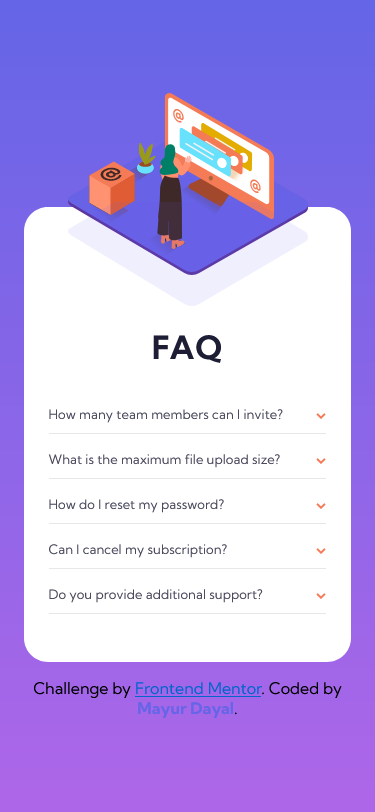 FAQ
How many team members can I invite?
What is the maximum file upload size?
How do I reset my password?
Can I cancel my subscription?
Do you provide additional support?
Challenge by Frontend Mentor. Coded by
Mayur Dayal.